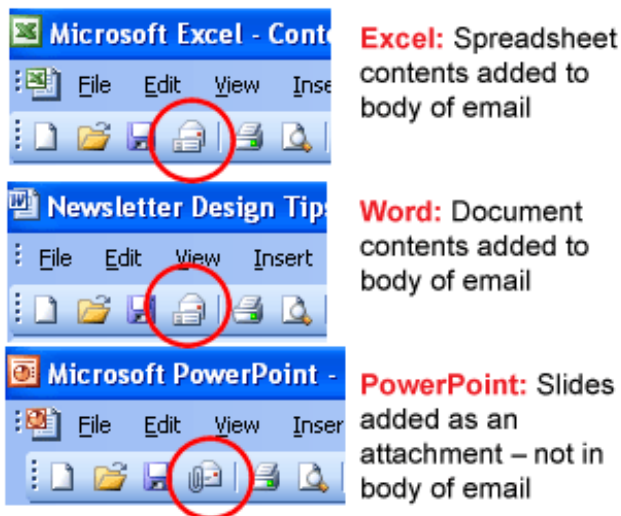 Microsoft Excel - Conte
File Edit View Inse
Excel: Spreadsheet
contents added to
body of email
Newsletter Design Tips
File Edit View Insert
Word: Document
contents added to
body of email
Microsoft PowerPoint -
File Edit View Inser
PowerPoint: Slides
added as an
attachment – not in
body of email